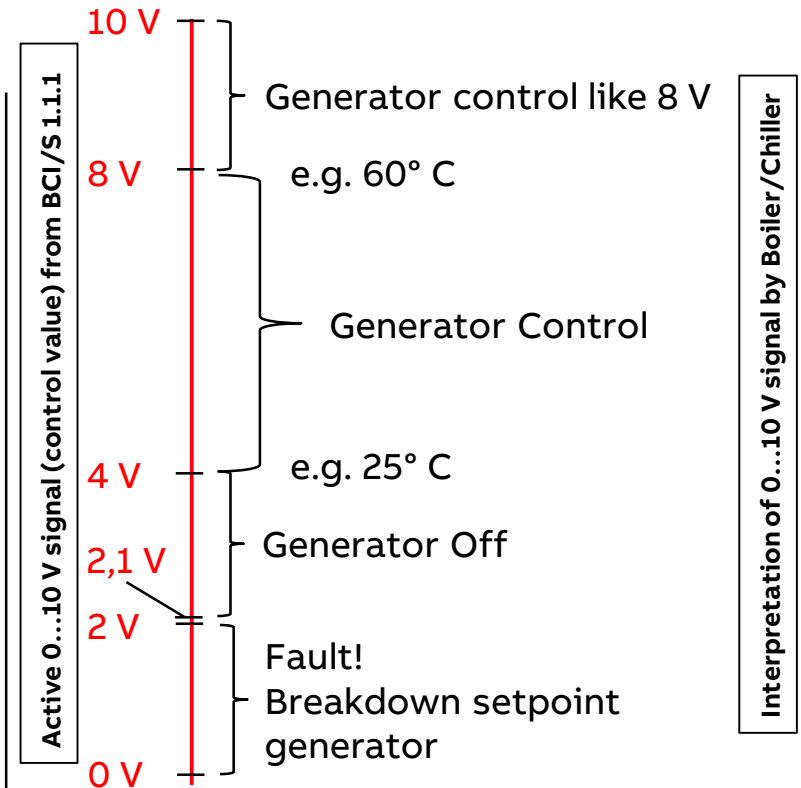 Active 0...10 V signal (control value) from BCI/S 1.1.1
10 V
Generator control like 8 V
8 V
e.g. 60° C
Generator Control
4 V
e.g. 25° C
Generator Off
2,1 V
2 V
Fault!
Breakdown setpoint
generator
0 V
Interpretation of 0...10 V signal by Boiler/Chiller